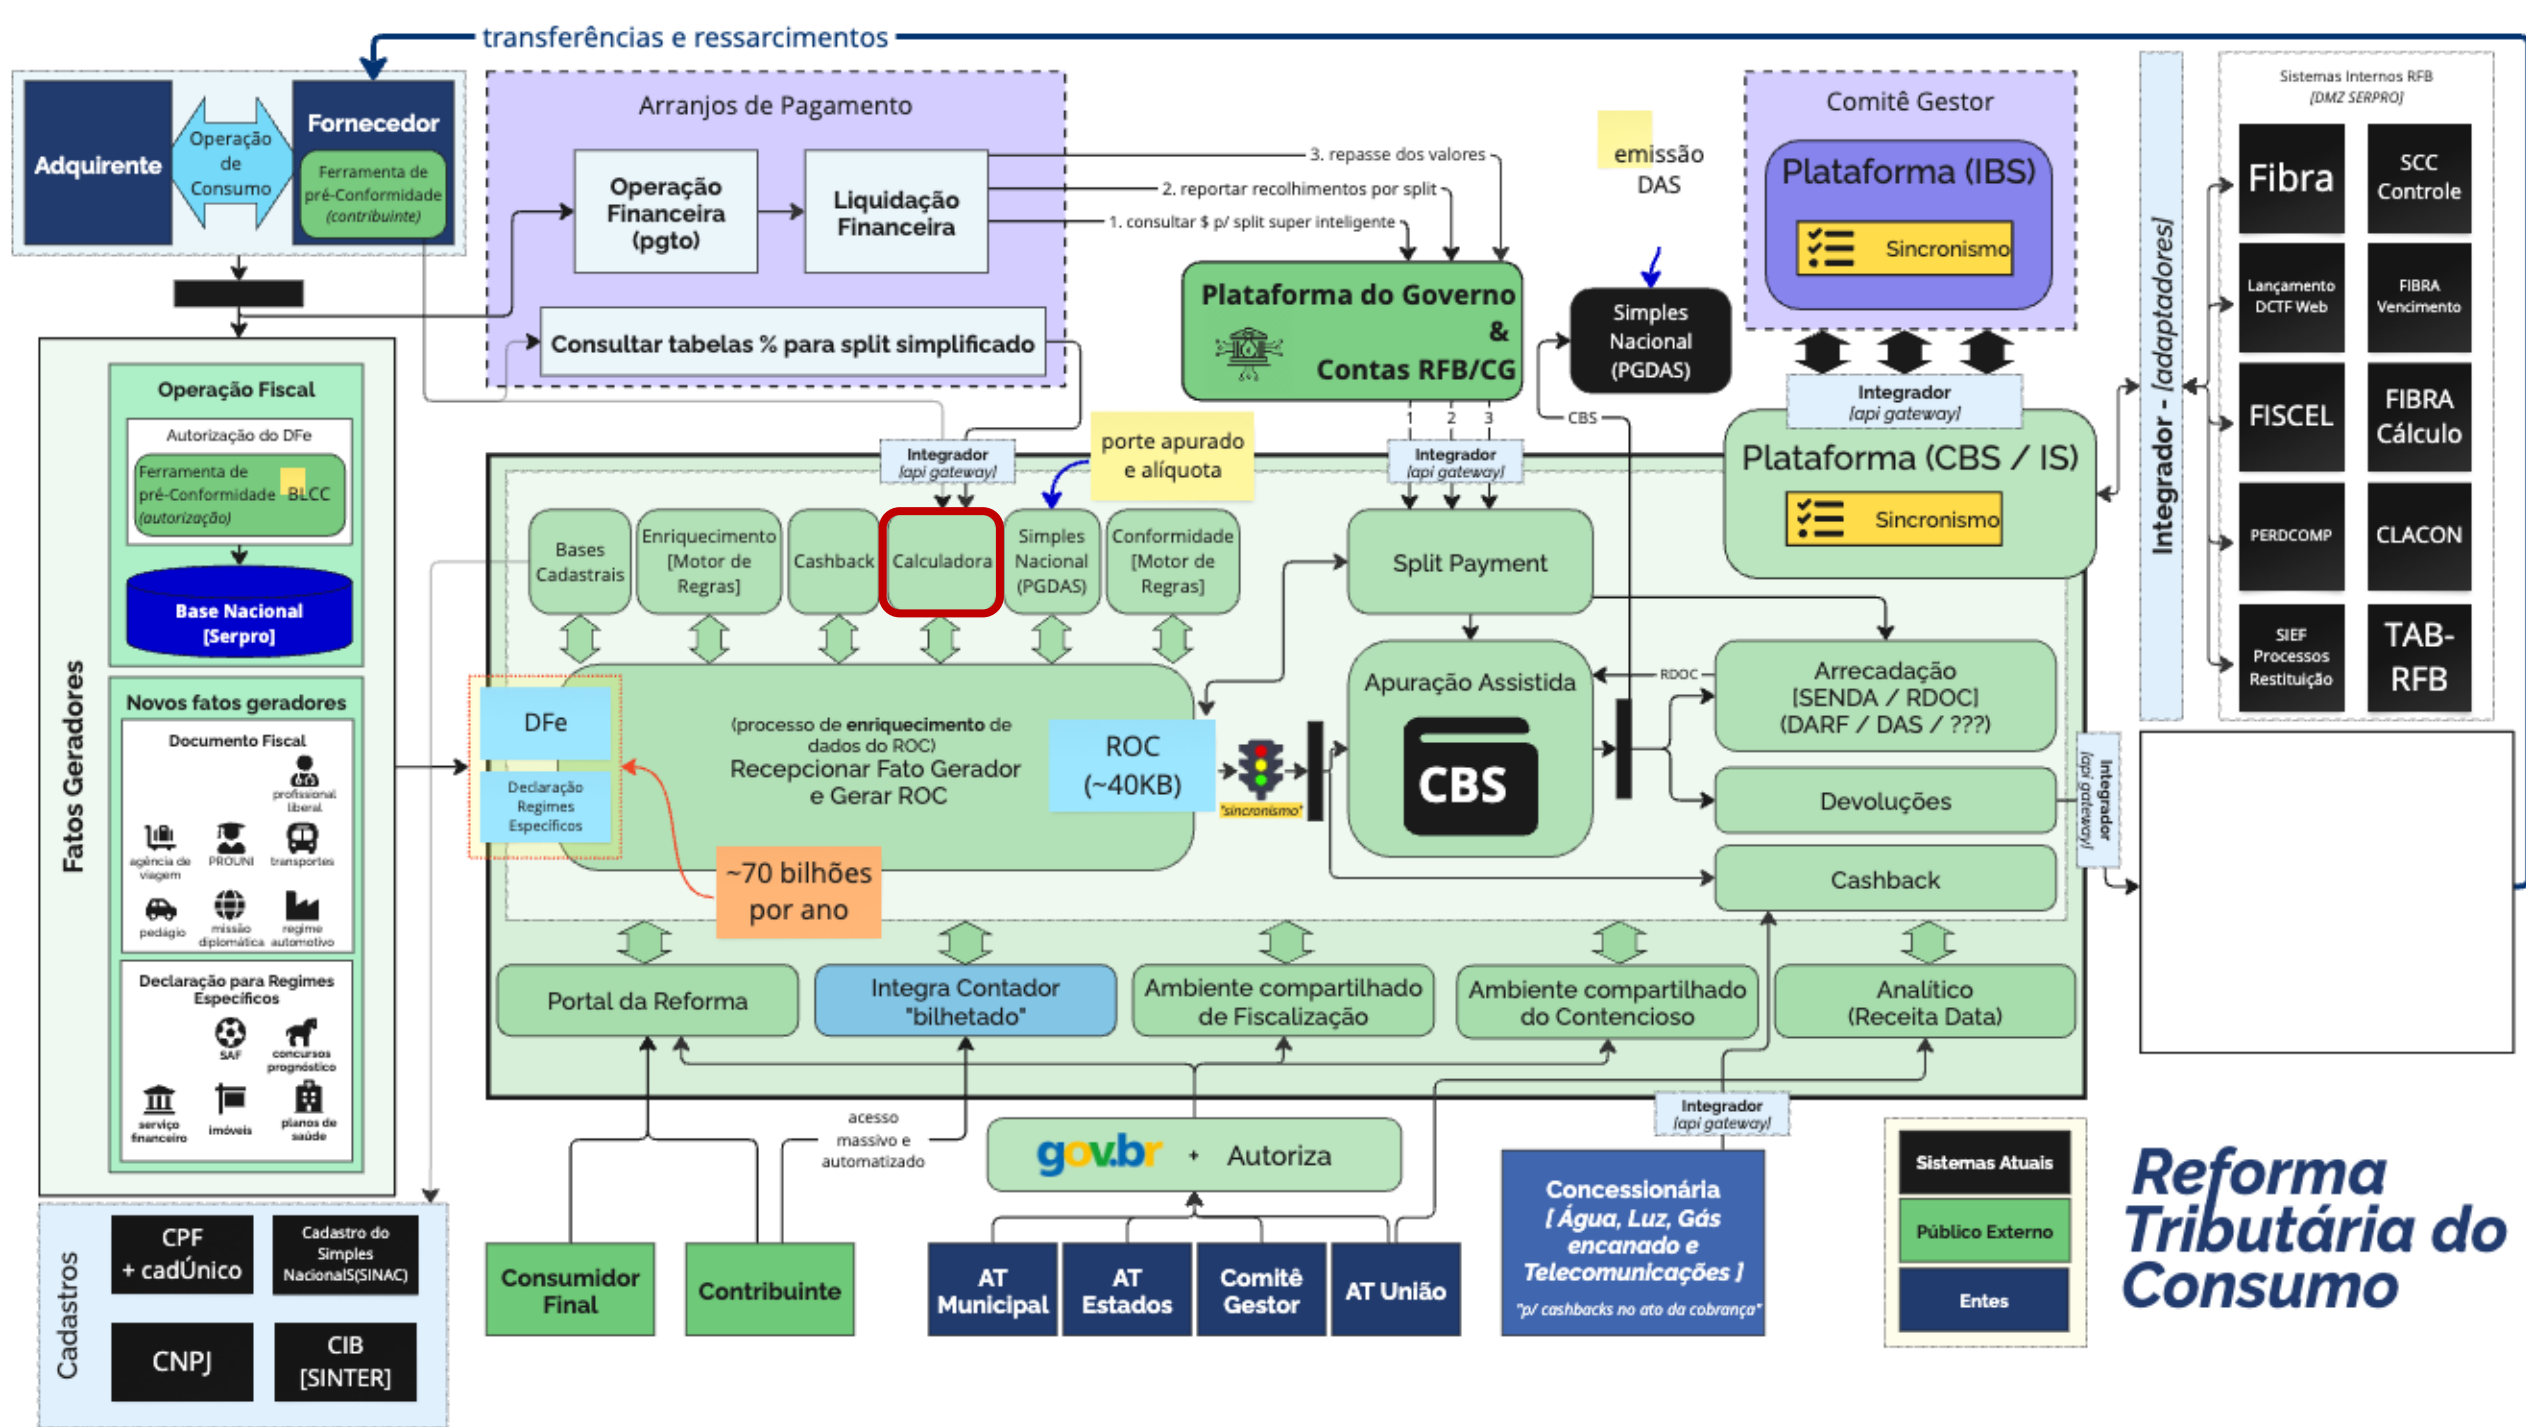 transferências e ressarcimentos
Adquirente
Operação
de
Consumo
Fornecedor
Ferramenta de
pré-Conformidade
(contribuinte)
Arranjos de Pagamento
Operação
Financeira
(pgto)
Liquidação
Financeira
Consultar tabelas % para split simplificado
3. repasse dos valores
2. reportar recolhimentos por split
1. consultar $ p/ split super inteligente
Plataforma do Governo
&
Contas RFB/CG
1
2
3
emissão
DAS
Simples
Nacional
(PGDAS)
CBS
Comitê Gestor
Plataforma (IBS)
Sincronismo
Integrador
[api gateway]
Plataforma (CBS / IS)
Sincronismo
Integrador - [adaptadores]
Sistemas Internos RFB
[DMZ SERPRO]
Fibra
SCC
Controle
Lançamento
DCTF Web
FIBRA
Vencimento
FISCEL
FIBRA
Cálculo
PERDCOMP
CLACON
SIEF
Processos
Restituição
TAB-
RFB
Fatos Geradores
Operação Fiscal
Autorização do DFe
Ferramenta de
pré-Conformidade
(autorização)
BLCC
Base Nacional
[Serpro]
Novos fatos geradores
Documento Fiscal
profissional
liberal
agência de
viagem
PROUNI
transportes
pedágio
missão
diplomática
regime
automotivo
Declaração para Regimes
Específicos
SAF
concursos
prognóstico
serviço
financeiro
imóveis
planos de
saúde
Integrador
[api gateway]
porte apurado
e alíquota
Integrador
[api gateway]
Bases
Cadastrais
Enriquecimento
[Motor de
Regras]
Cashback
Calculadora
Simples
Nacional
(PGDAS)
Conformidade
[Motor de
Regras]
Split Payment
DFe
Declaração
Regimes
Específicos
(processo de enriquecimento de
dados do ROC)
Recepcionar Fato Gerador
e Gerar ROC
ROC
(~40KB)
"sincronismo"
~70 bilhões
por ano
Apuração Assistida
CBS
RDOC
Arrecadação
[SENDA / RDOC]
(DARF / DAS / ???)
Devoluções
Cashback
Integrador
[api gateway]
Portal da Reforma
Integra Contador
"bilhetado"
Ambiente compartilhado
de Fiscalização
Ambiente compartilhado
do Contencioso
Analítico
(Receita Data)
acesso
massivo e
automatizado
gov.br + Autoriza
Integrador
[api gateway]
Cadastros
CPF
+ cadÚnico
Cadastro do
Simples
NacionalS(SINAC)
CNPJ
CIB
[SINTER]
Consumidor
Final
Contribuinte
AT
Municipal
AT
Estados
Comitê
Gestor
AT União
Concessionária
[ Água, Luz, Gás
encanado e
Telecomunicações ]
"p/ cashbacks no ato da cobrança"
Sistemas Atuais
Público Externo
Entes
Reforma
Tributária do
Consumo